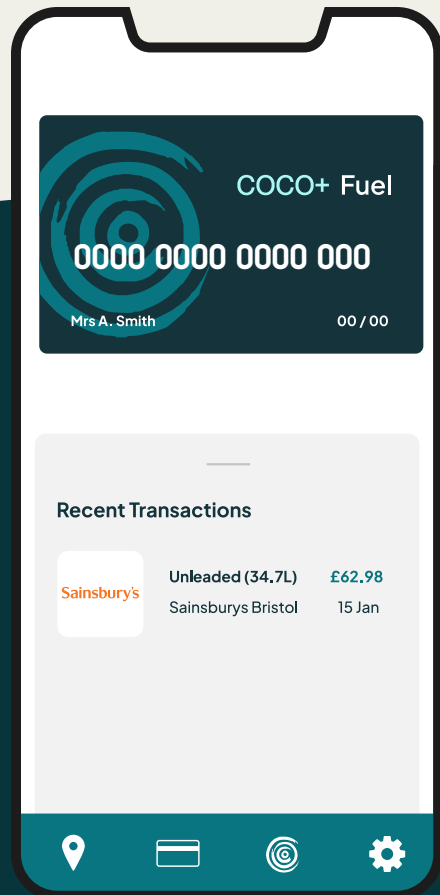 COCO+ Fuel
0000 0000 0000 000
Mrs A. Smith 00 / 00
Recent Transactions
Sainsbury's
Unleaded (34.7L) £62.98
Sainsburys Bristol 15 Jan